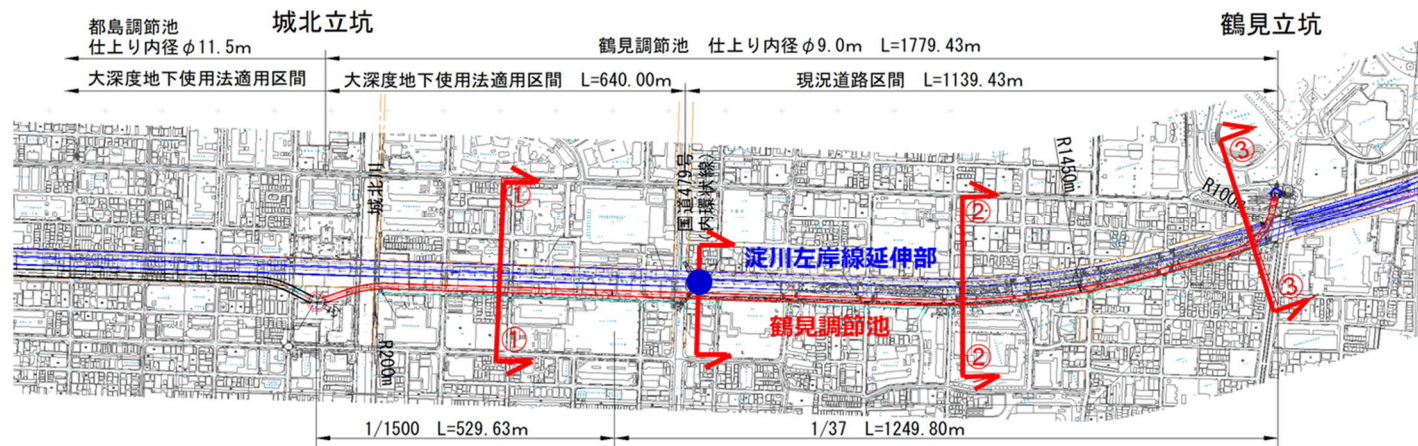 都島調節池
仕上り内径φ11.5m
城北立坑
鶴見調節池 仕上り内径φ9.0m L=1779.43m
鶴見立坑
大深度地下使用法適用区間
大深度地下使用法適用区間 L=640.00m
現況道路区間 L=1139.43m
城北川
R200m
①
①
国道479号
(内環状線)
淀川左岸線延伸部
鶴見調節池
②
②
R1450m
R100m
③
③
1/1500 L=529.63m
1/37 L=1249.80m